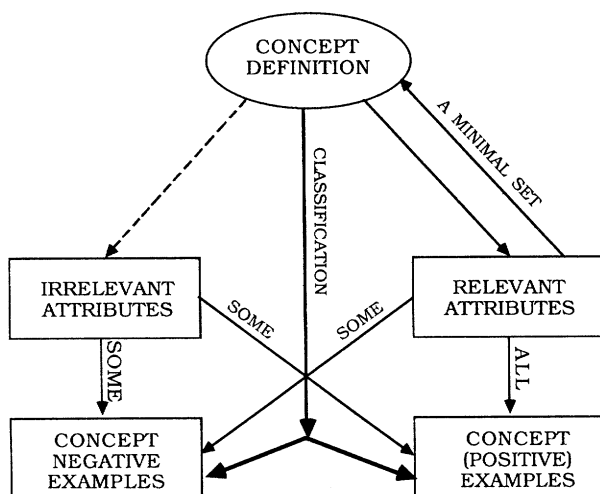 CONCEPT
DEFINITION
A MINIMAL SET
CLASSIFICATION
IRRELEVANT
ATTRIBUTES
RELEVANT
ATTRIBUTES
SOME
SOME
SOME
ALL
CONCEPT
NEGATIVE
EXAMPLES
CONCEPT
(POSITIVE)
EXAMPLES